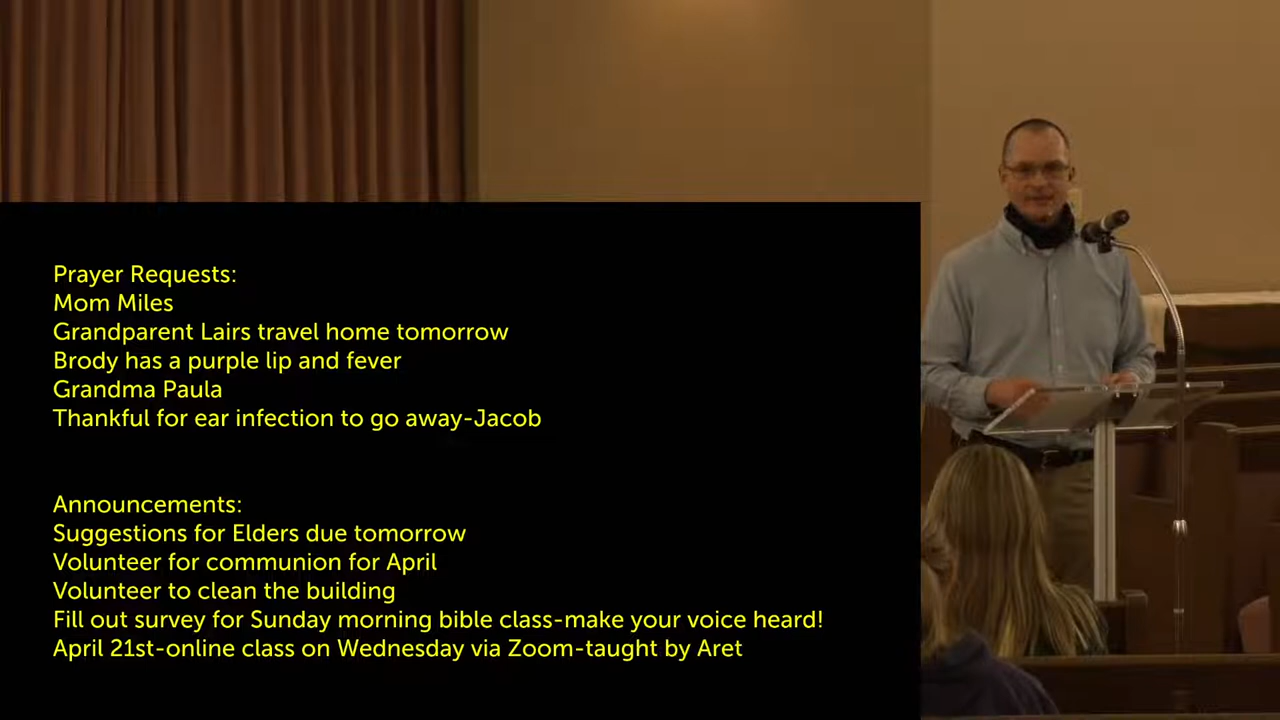 Prayer Requests:
Mom Miles
Grandparent Lairs travel home tomorrow
Brody has a purple lip and fever
Grandma Paula
Thankful for ear infection to go away-Jacob
Announcements:
Suggestions for Elders due tomorrow
Volunteer for communion for April
Volunteer to clean the building
Fill out survey for Sunday morning bible class-make your voice heard!
April 21st-online class on Wednesday via Zoom-taught by Aret